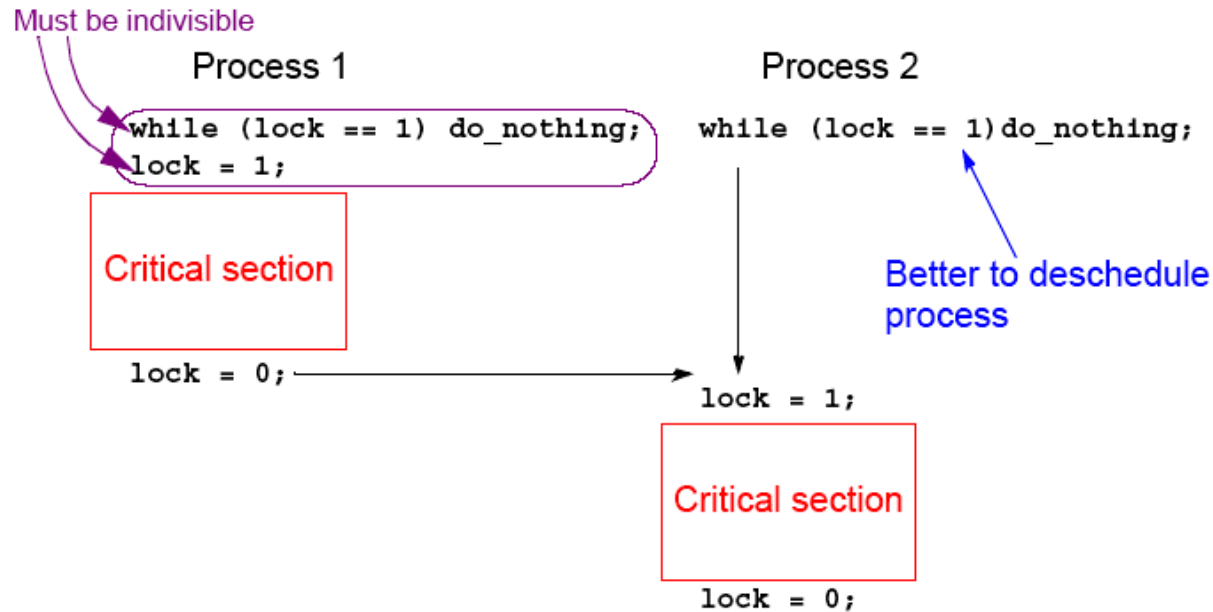 Must be indivisible
Process 1
while (lock == 1) do_nothing;
lock = 1;
Critical section
lock = 0;
Process 2
while (lock == 1)do_nothing;
Better to deschedule
process
lock = 1;
Critical section
lock = 0;